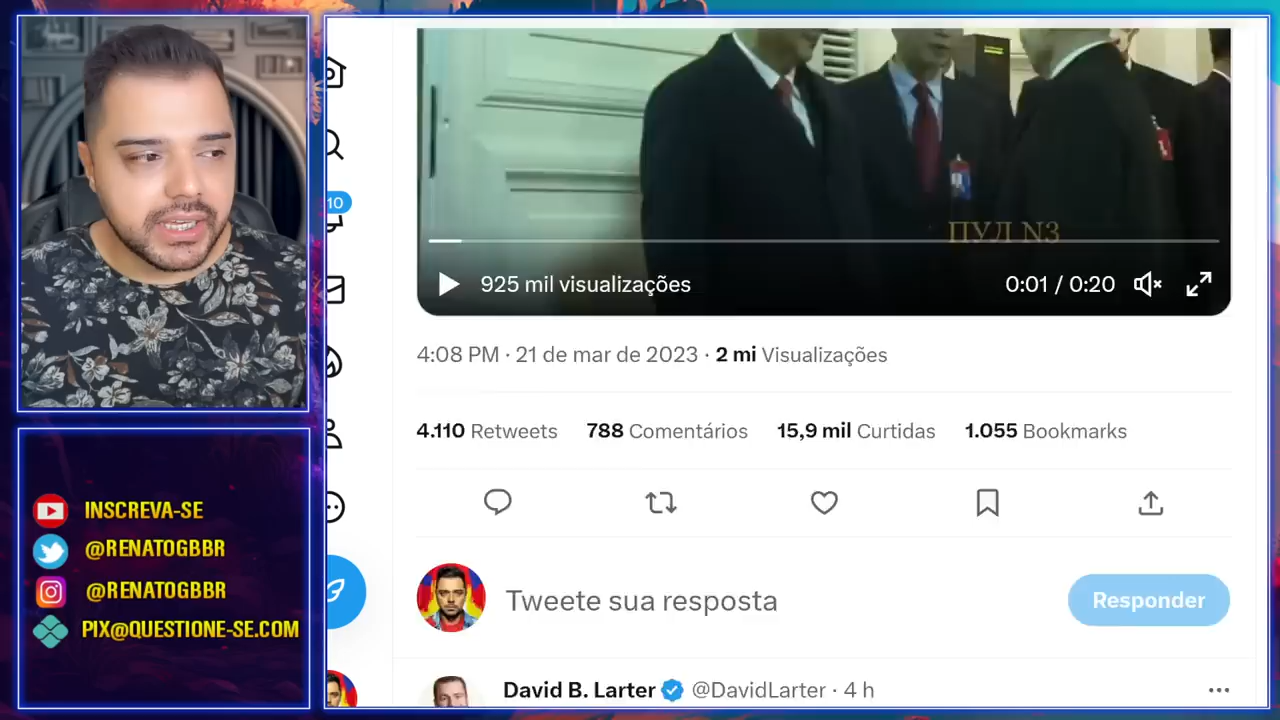 INSCREVA-SE
@RENATOGBBR
@RENATOGBBR
PIX@QUESTIONE-SE.COM
10
ПУЛ N3
925 mil visualizações
0:01 / 0:20
4:08 PM · 21 de mar de 2023 · 2 mi Visualizações
4.110 Retweets 788 Comentários 15,9 mil Curtidas 1.055 Bookmarks
Tweete sua resposta
Responder
David B. Larter @DavidLarter · 4 h